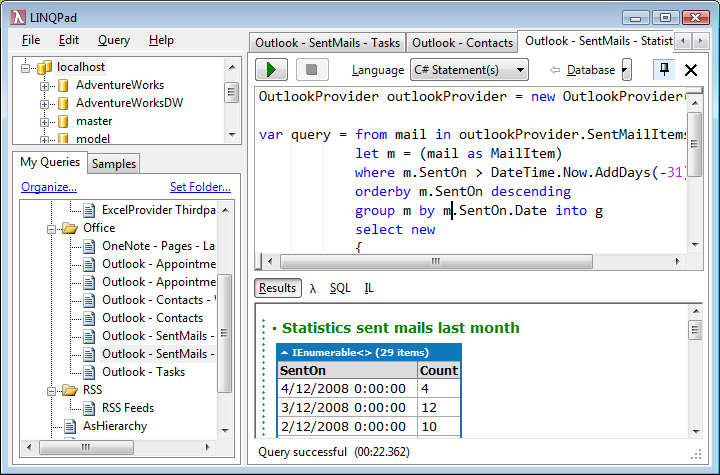 LINQPad
File Edit Query Help
localhost
AdventureWorks
AdventureWorksDW
master
model
My Queries Samples
Organize... Set Folder...
ExcelProvider Thirdpa
Office
OneNote - Pages - Las
Outlook - Appointme
Outlook - Appointme
Outlook - Contacts - V
Outlook - Contacts
Outlook - SentMails -
Outlook - SentMails -
Outlook - Tasks
RSS
RSS Feeds
AsHierarchy
Outlook - SentMails - Tasks Outlook - Contacts Outlook - SentMails - Statist
Language C# Statement(s) Database
OutlookProvider outlookProvider = new OutlookProvider(
var query = from mail in outlookProvider.SentMailItems
let m = (mail as MailItem)
where m.SentOn > DateTime.Now.AddDays(-31)
orderby m.SentOn descending
group m by m.SentOn.Date into g
select new
{
Results λ SQL IL
Statistics sent mails last month
IEnumerable<> (29 items)
SentOn Count
4/12/2008 0:00:00 4
3/12/2008 0:00:00 12
2/12/2008 0:00:00 10
Query successful (00:22.362)